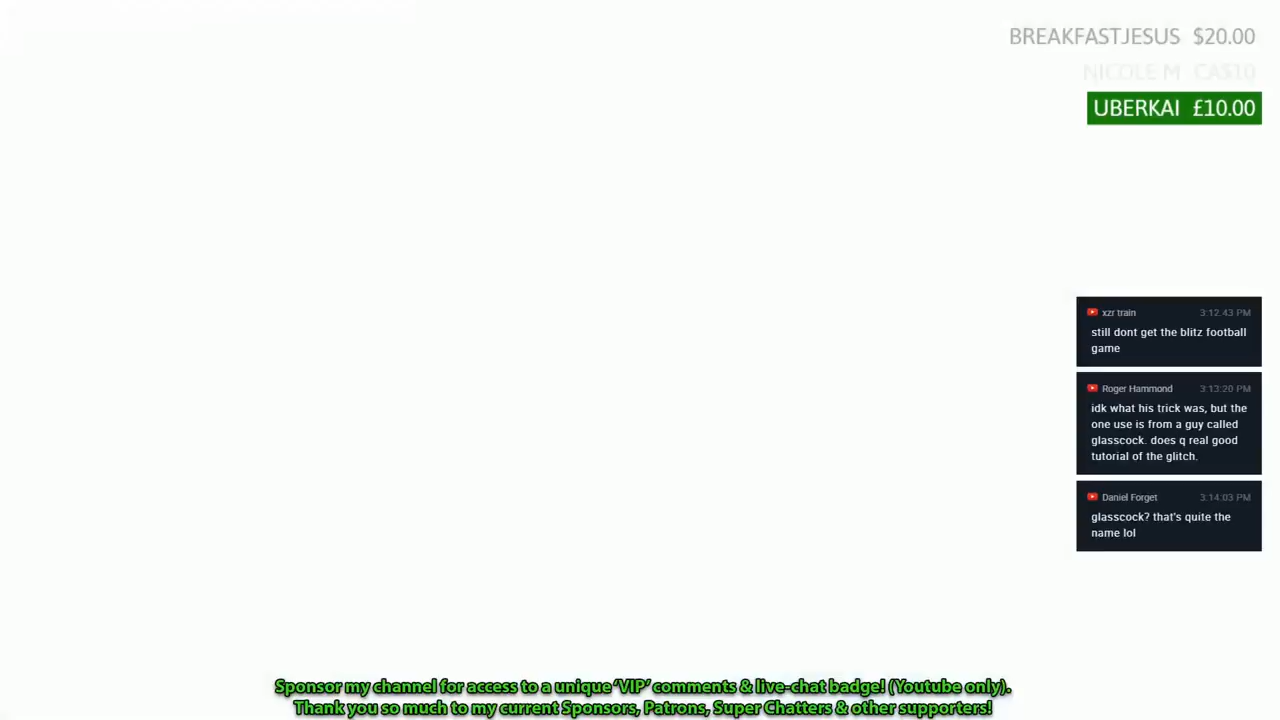 BREAKFASTJESUS $20.00
NICOLE M CA$10
UBERKAI £10.00
xzr train 3:12:43 PM
still dont get the blitz football
game
Roger Hammond 3:13:20 PM
idk what his trick was, but the
one use is from a guy called
glasscock. does q real good
tutorial of the glitch.
Daniel Forget 3:14:03 PM
glasscock? that's quite the
name lol
Sponsor my channel for access to a unique 'VIP' comments & live-chat badge! (Youtube only).
Thank you so much to my current Sponsors, Patrons, Super Chatters & other supporters!